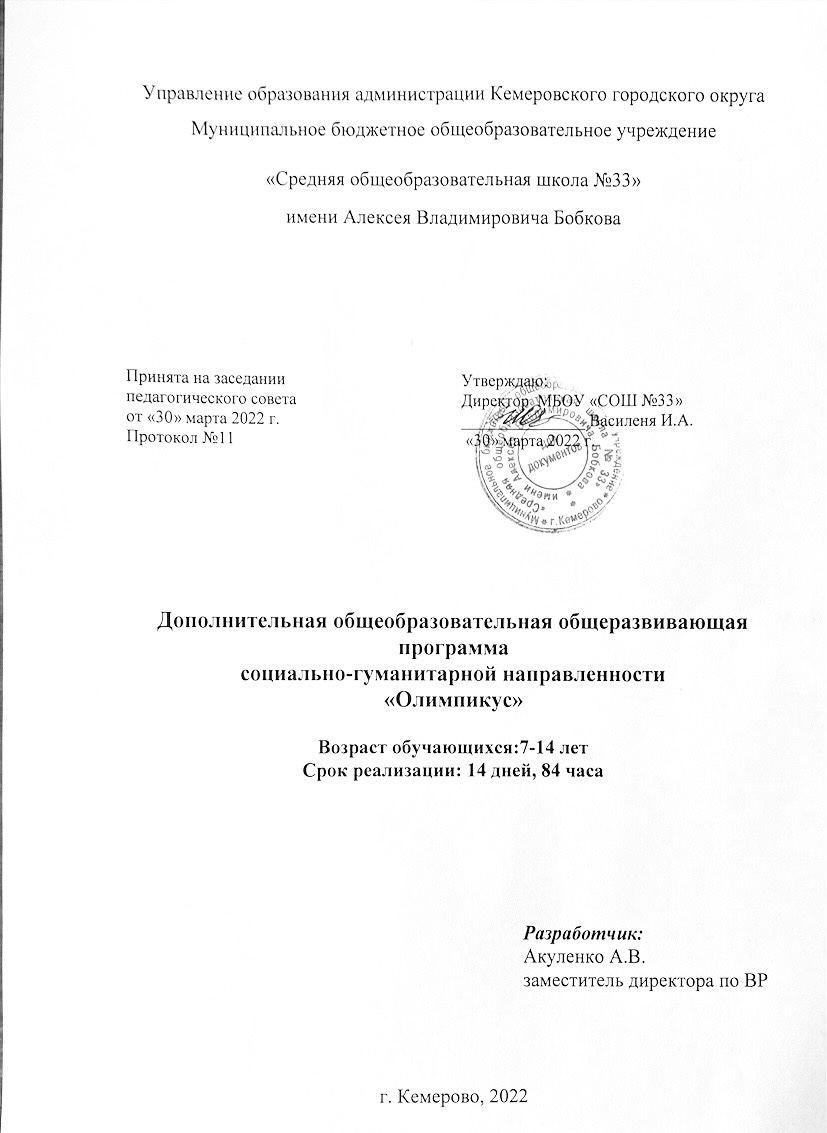 Управление образования администрации Кемеровского городского округа
Муниципальное бюджетное общеобразовательное учреждение
«Средняя общеобразовательная школа №33»
имени Алексея Владимировича Бобкова
Принята на заседании
педагогического совета
от «30» марта 2022 г.
Протокол №11
Утверждаю:
Директор МБОУ «СОШ №33»
Василеня И.А.
«30» марта 2022 г.
документов
г. Кемерово
Дополнительная общеобразовательная общеразвивающая
программа
социально-гуманитарной направленности
«Олимпикус»
Возраст обучающихся:7-14 лет
Срок реализации: 14 дней, 84 часа
Разработчик:
Акуленко А.В.
заместитель директора по ВР
г. Кемерово, 2022